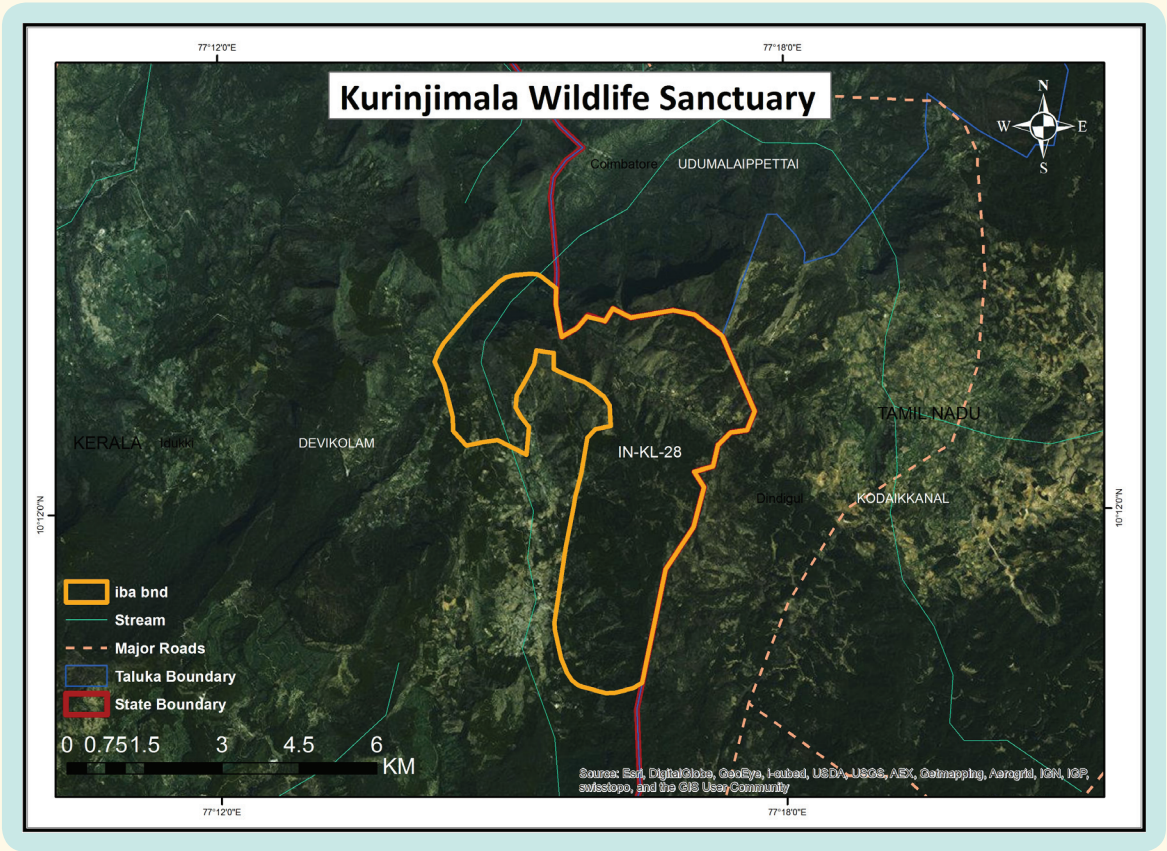 77°12'0"E
77°18'0"E
Kurinjimala Wildlife Sanctuary
N
W
E
S
Coimbatore
UDUMALAIPPETTAI
TAMIL NADU
KERALA
Idukki
DEVIKOLAM
IN-KL-28
Dindigul
KODAIKKANAL
10°12'0"N
10°12'0"N
iba bnd
Stream
Major Roads
Taluka Boundary
State Boundary
0 0.75 1.5 3 4.5 6
KM
Source: Esri, DigitalGlobe, GeoEye, i-cubed, USDA, USGS, AEX, Getmapping, Aerogrid, IGN, IGP,
swisstopo, and the GIS User Community
77°12'0"E
77°18'0"E